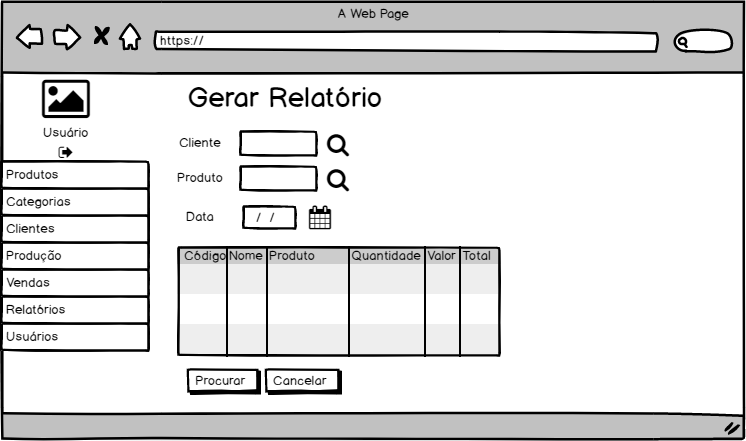 A Web Page
https://
Usuário
Produtos
Categorias
Clientes
Produção
Vendas
Relatórios
Usuários
Gerar Relatório
Cliente
Produto
Data / /
Código Nome Produto Quantidade Valor Total
Procurar Cancelar